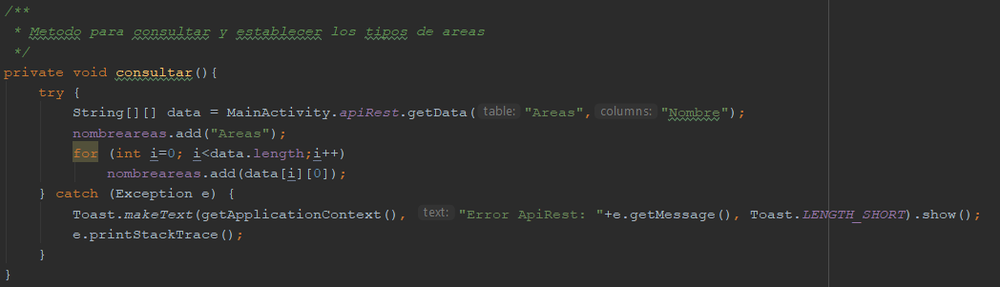 /**
* Metodo para consultar y establecer los tipos de areas
*/
private void consultar(){
try {
String[][] data = MainActivity.apiRest.getData( table: "Areas", columns: "Nombre");
nombreareas.add("Areas");
for (int i=0; i<data.length;i++)
nombreareas.add(data[i][0]);
} catch (Exception e) {
Toast.makeText(getApplicationContext(), text: "Error ApiRest: "+e.getMessage(), Toast.LENGTH_SHORT).show();
e.printStackTrace();
}
}